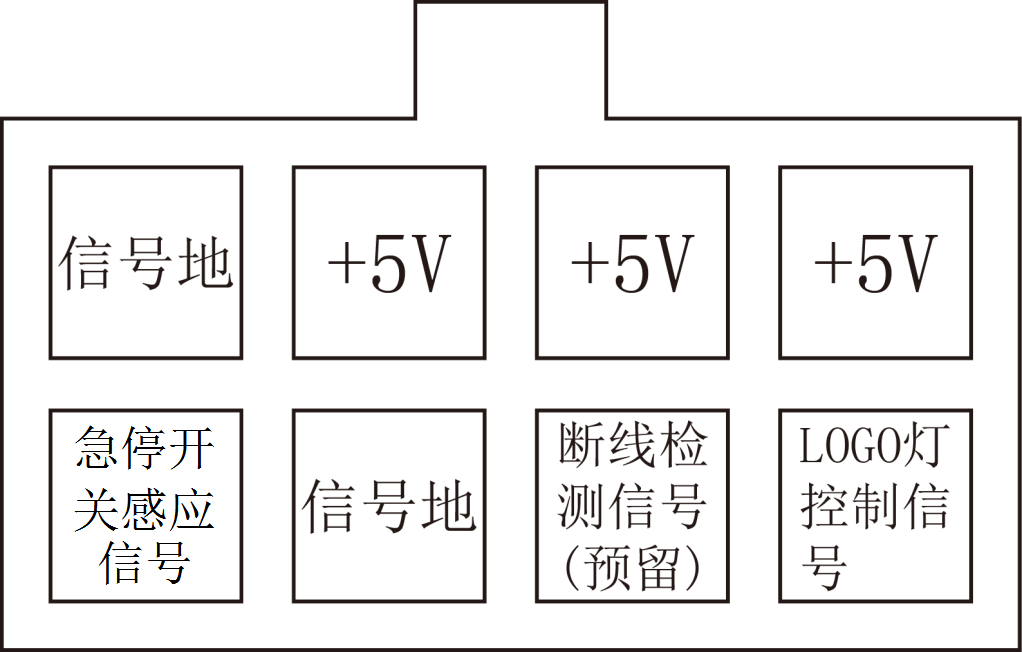 信号地
+5V
+5V
+5V
急停开
关感应
信号
信号地
断线检
测信号
(预留)
LOGO灯
控制信
号